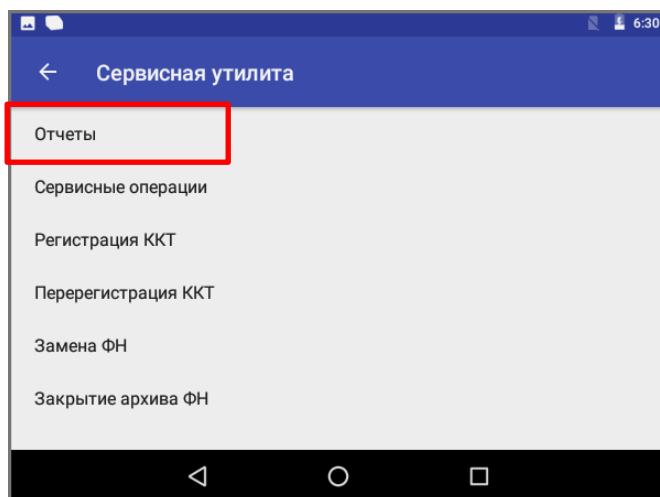 6:30
Сервисная утилита
Отчеты
Сервисные операции
Регистрация ККТ
Перерегистрация ККТ
Замена ФН
Закрытие архива ФН